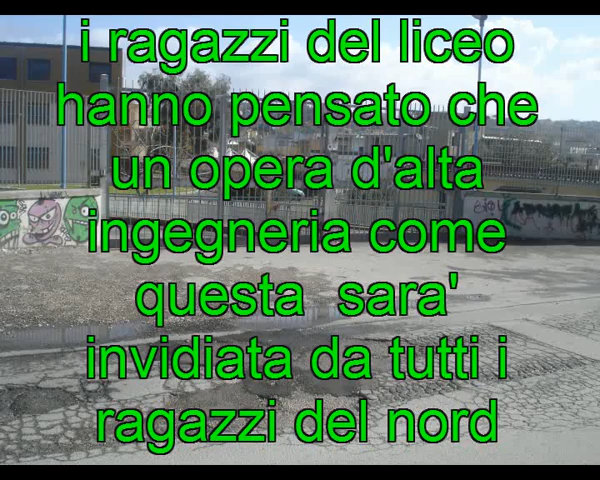 i ragazzi del liceo
hanno pensato che
un opera d'alta
ingegneria come
questa  sara'
invidiata da tutti i
ragazzi del nord